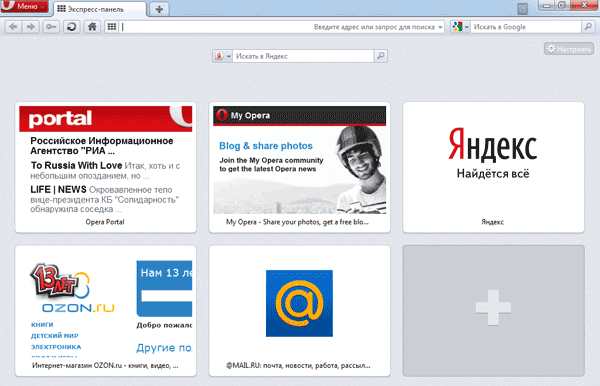 Меню
Экспресс-панель
Введите адрес или запрос для поиска
Искать в Google
Искать в Яндекс
Настроить
portal
Российское Информационное
Агентство "РИА ...
To Russia With Love Итак, хоть и с
небольшим опозданием, но ...
LIFE | NEWS Окровавленное тело
вице-президента КБ "Солидарность"
обнаружила соседка ...
Opera Portal
My Opera
Blog & share photos
Join the My Opera community
to get the latest Opera news
My Opera - Share your photos, get a free blo...
Яндекс
Найдётся всё
Яндекс
13 лет
OZON.ru
КНИГИ
ДЕТСКИЙ МИР
ЭЛЕКТРОНИКА
Нам 13 ле
Добро пожало
Другие по
Интернет-магазин OZON.ru - книги, видео, ...
@
@MAIL.RU: почта, новости, работа, рассыл...